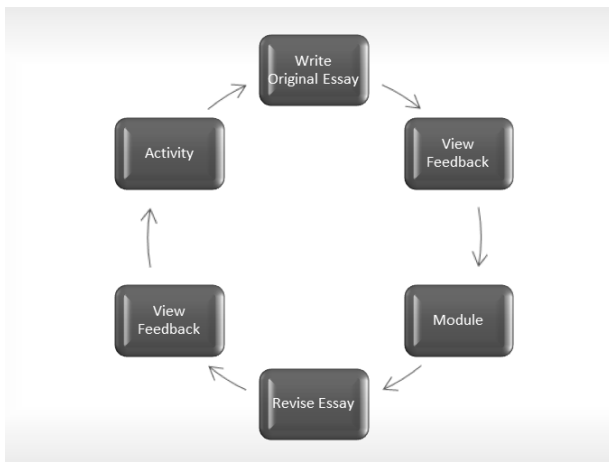 Write
Original Essay
View
Feedback
Module
Revise Essay
View
Feedback
Activity